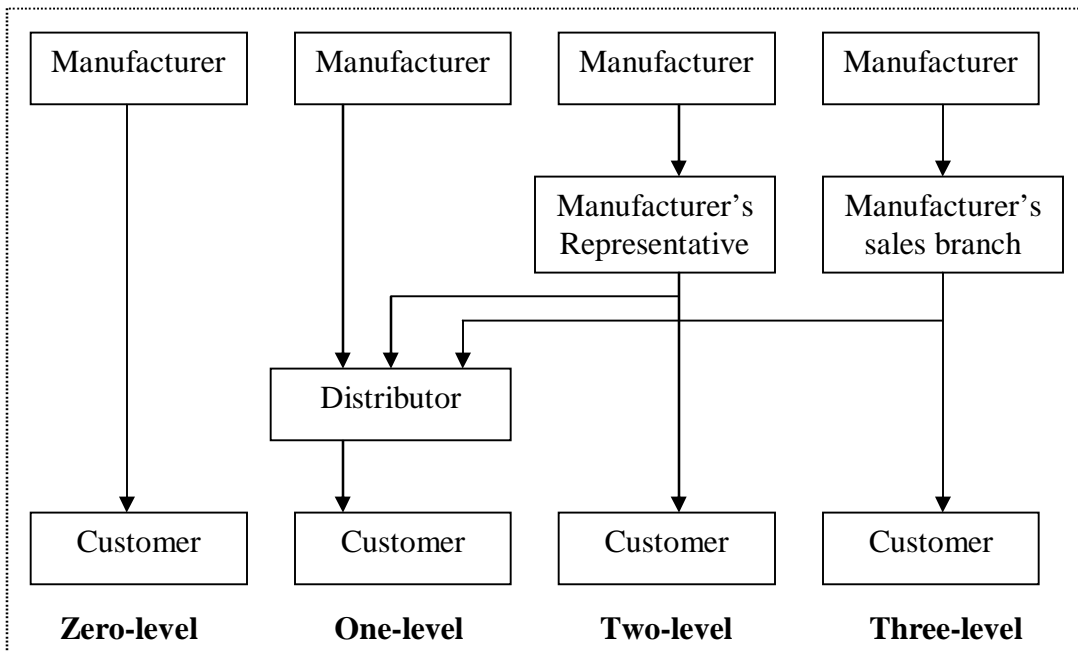 Manufacturer
Manufacturer
Manufacturer
Manufacturer
Manufacturer’s
Representative
Manufacturer’s
sales branch
Distributor
Customer
Customer
Customer
Customer
Zero-level
One-level
Two-level
Three-level